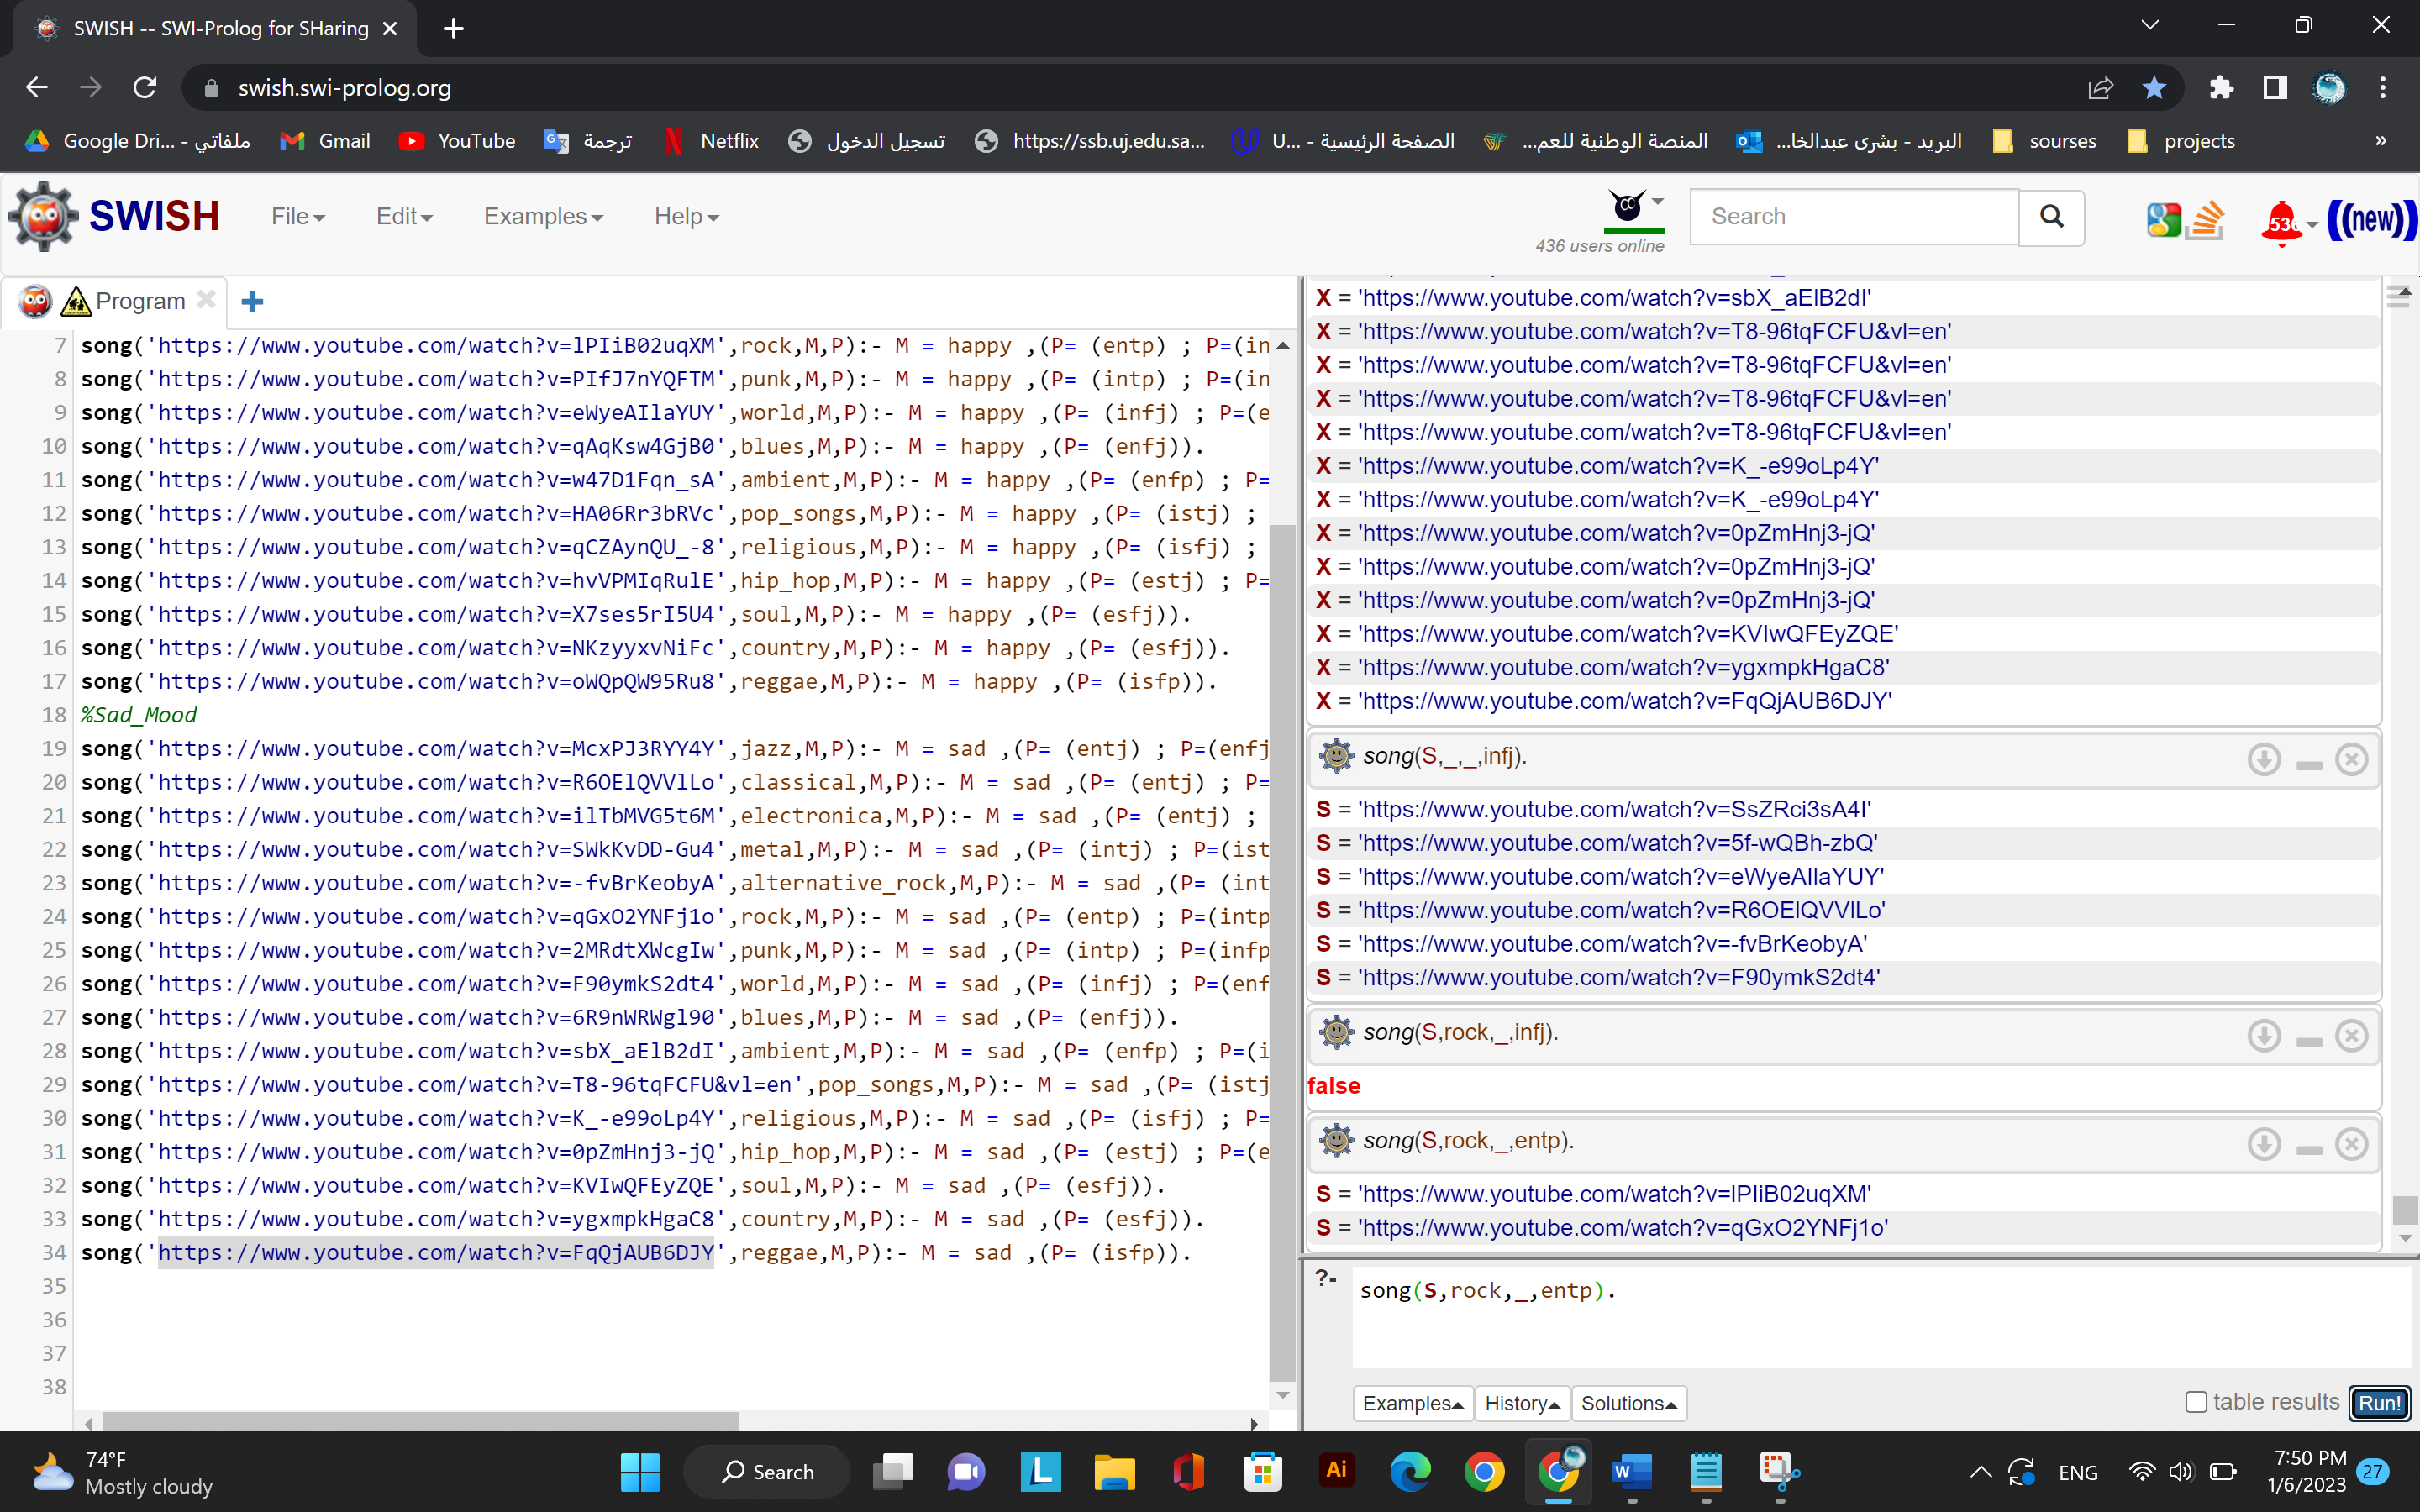 SWISH -- SWI-Prolog for SHaring
swish.swi-prolog.org
Google Dri... - ملفاتي
Gmail
YouTube
ترجمة
Netflix
تسجيل الدخول
https://ssb.uj.edu.sa...
U... - الصفحة الرئيسية
المنصة الوطنية للعم...
البريد - بشرى عبدالخا...
sourses
projects
»
SWISH
File
Edit
Examples
Help
436 users online
Search
((new))
Program
7 song('https://www.youtube.com/watch?v=lPIiB02uqXM',rock,M,P):- M = happy ,(P= (entp) ; P=(in
8 song('https://www.youtube.com/watch?v=PIfJ7nYQFTM',punk,M,P):- M = happy ,(P= (intp) ; P=(in
9 song('https://www.youtube.com/watch?v=eWyeAIlaYUY',world,M,P):- M = happy ,(P= (infj) ; P=(e
10 song('https://www.youtube.com/watch?v=qAqKsw4GjB0',blues,M,P):- M = happy ,(P= (enfj)).
11 song('https://www.youtube.com/watch?v=w47D1Fqn_sA',ambient,M,P):- M = happy ,(P= (enfp) ; P=
12 song('https://www.youtube.com/watch?v=HA06Rr3bRVc',pop_songs,M,P):- M = happy ,(P= (istj) ;
13 song('https://www.youtube.com/watch?v=qCZAynQU_-8',religious,M,P):- M = happy ,(P= (isfj) ;
14 song('https://www.youtube.com/watch?v=hvVPMIqRulE',hip_hop,M,P):- M = happy ,(P= (estj) ; P=
15 song('https://www.youtube.com/watch?v=X7ses5rI5U4',soul,M,P):- M = happy ,(P= (esfj)).
16 song('https://www.youtube.com/watch?v=NKzyyxvNiFc',country,M,P):- M = happy ,(P= (esfj)).
17 song('https://www.youtube.com/watch?v=oWQpQW95Ru8',reggae,M,P):- M = happy ,(P= (isfp)).
18 %Sad_Mood
19 song('https://www.youtube.com/watch?v=McxPJ3RYY4Y',jazz,M,P):- M = sad ,(P= (entj) ; P=(enfj
20 song('https://www.youtube.com/watch?v=R6OElQVVlLo',classical,M,P):- M = sad ,(P= (entj) ; P=
21 song('https://www.youtube.com/watch?v=ilTbMVG5t6M',electronica,M,P):- M = sad ,(P= (entj) ;
22 song('https://www.youtube.com/watch?v=SWkKvDD-Gu4',metal,M,P):- M = sad ,(P= (intj) ; P=(ist
23 song('https://www.youtube.com/watch?v=-fvBrKeobyA',alternative_rock,M,P):- M = sad ,(P= (int
24 song('https://www.youtube.com/watch?v=qGxO2YNFj1o',rock,M,P):- M = sad ,(P= (entp) ; P=(intp
25 song('https://www.youtube.com/watch?v=2MRdtXWcgIw',punk,M,P):- M = sad ,(P= (intp) ; P=(infp
26 song('https://www.youtube.com/watch?v=F90ymkS2dt4',world,M,P):- M = sad ,(P= (infj) ; P=(enf
27 song('https://www.youtube.com/watch?v=6R9nWRWgl90',blues,M,P):- M = sad ,(P= (enfj)).
28 song('https://www.youtube.com/watch?v=sbX_aElB2dI',ambient,M,P):- M = sad ,(P= (enfp) ; P=(i
29 song('https://www.youtube.com/watch?v=T8-96tqFCFU&vl=en',pop_songs,M,P):- M = sad ,(P= (istj
30 song('https://www.youtube.com/watch?v=K_-e99oLp4Y',religious,M,P):- M = sad ,(P= (isfj) ; P=
31 song('https://www.youtube.com/watch?v=0pZmHnj3-jQ',hip_hop,M,P):- M = sad ,(P= (estj) ; P=(e
32 song('https://www.youtube.com/watch?v=KVIwQFEyZQE',soul,M,P):- M = sad ,(P= (esfj)).
33 song('https://www.youtube.com/watch?v=ygxmpkHgaC8',country,M,P):- M = sad ,(P= (esfj)).
34 song('https://www.youtube.com/watch?v=FqQjAUB6DJY',reggae,M,P):- M = sad ,(P= (isfp)).
35
36
37
38
X = 'https://www.youtube.com/watch?v=sbX_aElB2dI'
X = 'https://www.youtube.com/watch?v=T8-96tqFCFU&vl=en'
X = 'https://www.youtube.com/watch?v=T8-96tqFCFU&vl=en'
X = 'https://www.youtube.com/watch?v=T8-96tqFCFU&vl=en'
X = 'https://www.youtube.com/watch?v=T8-96tqFCFU&vl=en'
X = 'https://www.youtube.com/watch?v=K_-e99oLp4Y'
X = 'https://www.youtube.com/watch?v=K_-e99oLp4Y'
X = 'https://www.youtube.com/watch?v=0pZmHnj3-jQ'
X = 'https://www.youtube.com/watch?v=0pZmHnj3-jQ'
X = 'https://www.youtube.com/watch?v=0pZmHnj3-jQ'
X = 'https://www.youtube.com/watch?v=KVIwQFEyZQE'
X = 'https://www.youtube.com/watch?v=ygxmpkHgaC8'
X = 'https://www.youtube.com/watch?v=FqQjAUB6DJY'
song(S,_,_,infj).
S = 'https://www.youtube.com/watch?v=SsZRci3sA4I'
S = 'https://www.youtube.com/watch?v=5f-wQBh-zbQ'
S = 'https://www.youtube.com/watch?v=eWyeAIlaYUY'
S = 'https://www.youtube.com/watch?v=R6OElQVVlLo'
S = 'https://www.youtube.com/watch?v=-fvBrKeobyA'
S = 'https://www.youtube.com/watch?v=F90ymkS2dt4'
song(S,rock,_,infj).
false
song(S,rock,_,entp).
S = 'https://www.youtube.com/watch?v=lPIiB02uqXM'
S = 'https://www.youtube.com/watch?v=qGxO2YNFj1o'
?- song(S,rock,_,entp).
Examples
History
Solutions
table results
Run!
74°F
Mostly cloudy
Search
Ai
ENG
7:50 PM
1/6/2023
27